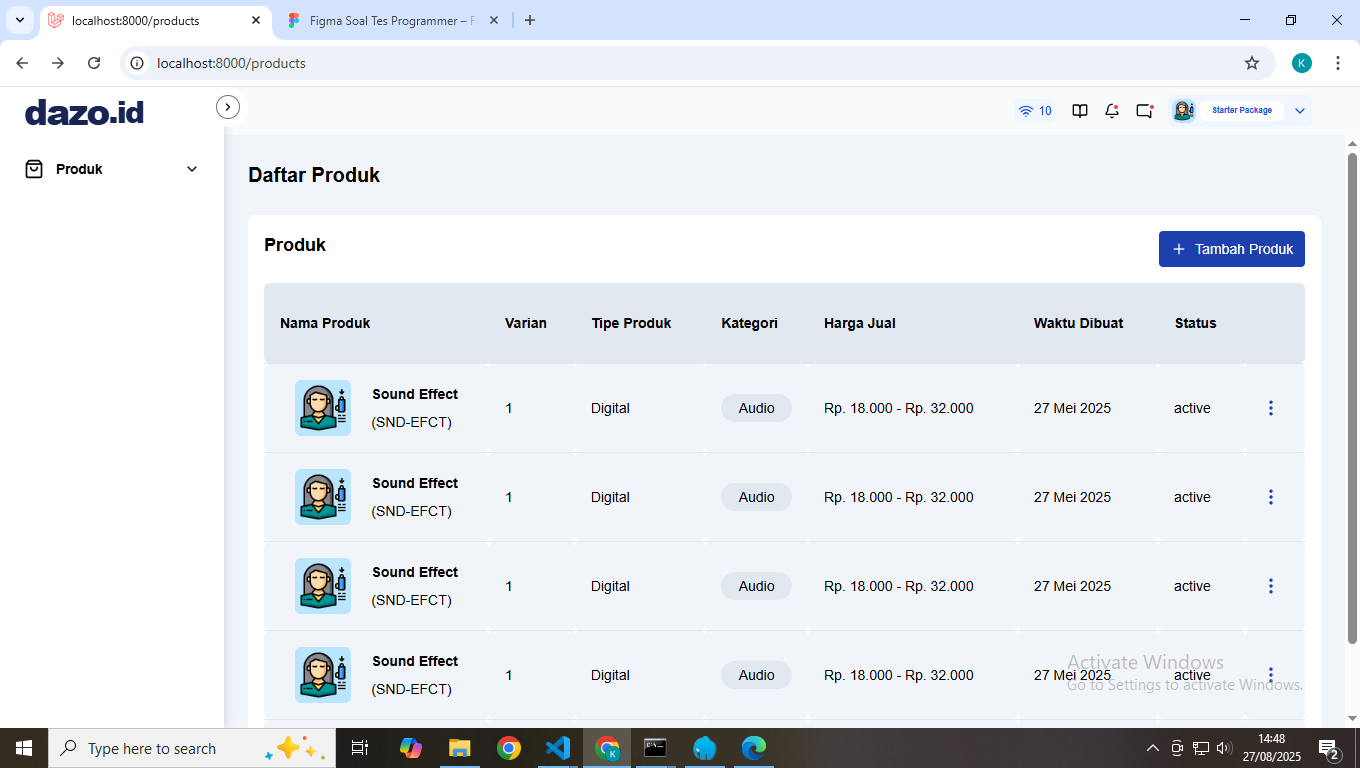 localhost:8000/products
Figma Soal Tes Programmer – F
localhost:8000/products
K
dazo.id
10
Starter Package
Produk
Daftar Produk
Produk
+ Tambah Produk
Nama Produk Varian Tipe Produk Kategori Harga Jual Waktu Dibuat Status
Sound Effect
(SND-EFCT)
1 Digital Audio Rp. 18.000 - Rp. 32.000 27 Mei 2025 active
Sound Effect
(SND-EFCT)
1 Digital Audio Rp. 18.000 - Rp. 32.000 27 Mei 2025 active
Sound Effect
(SND-EFCT)
1 Digital Audio Rp. 18.000 - Rp. 32.000 27 Mei 2025 active
Sound Effect
(SND-EFCT)
1 Digital Audio Rp. 18.000 - Rp. 32.000 27 Mei 2025 active
Activate Windows
Go to Settings to activate Windows.
Type here to search
K
14:48
27/08/2025
2